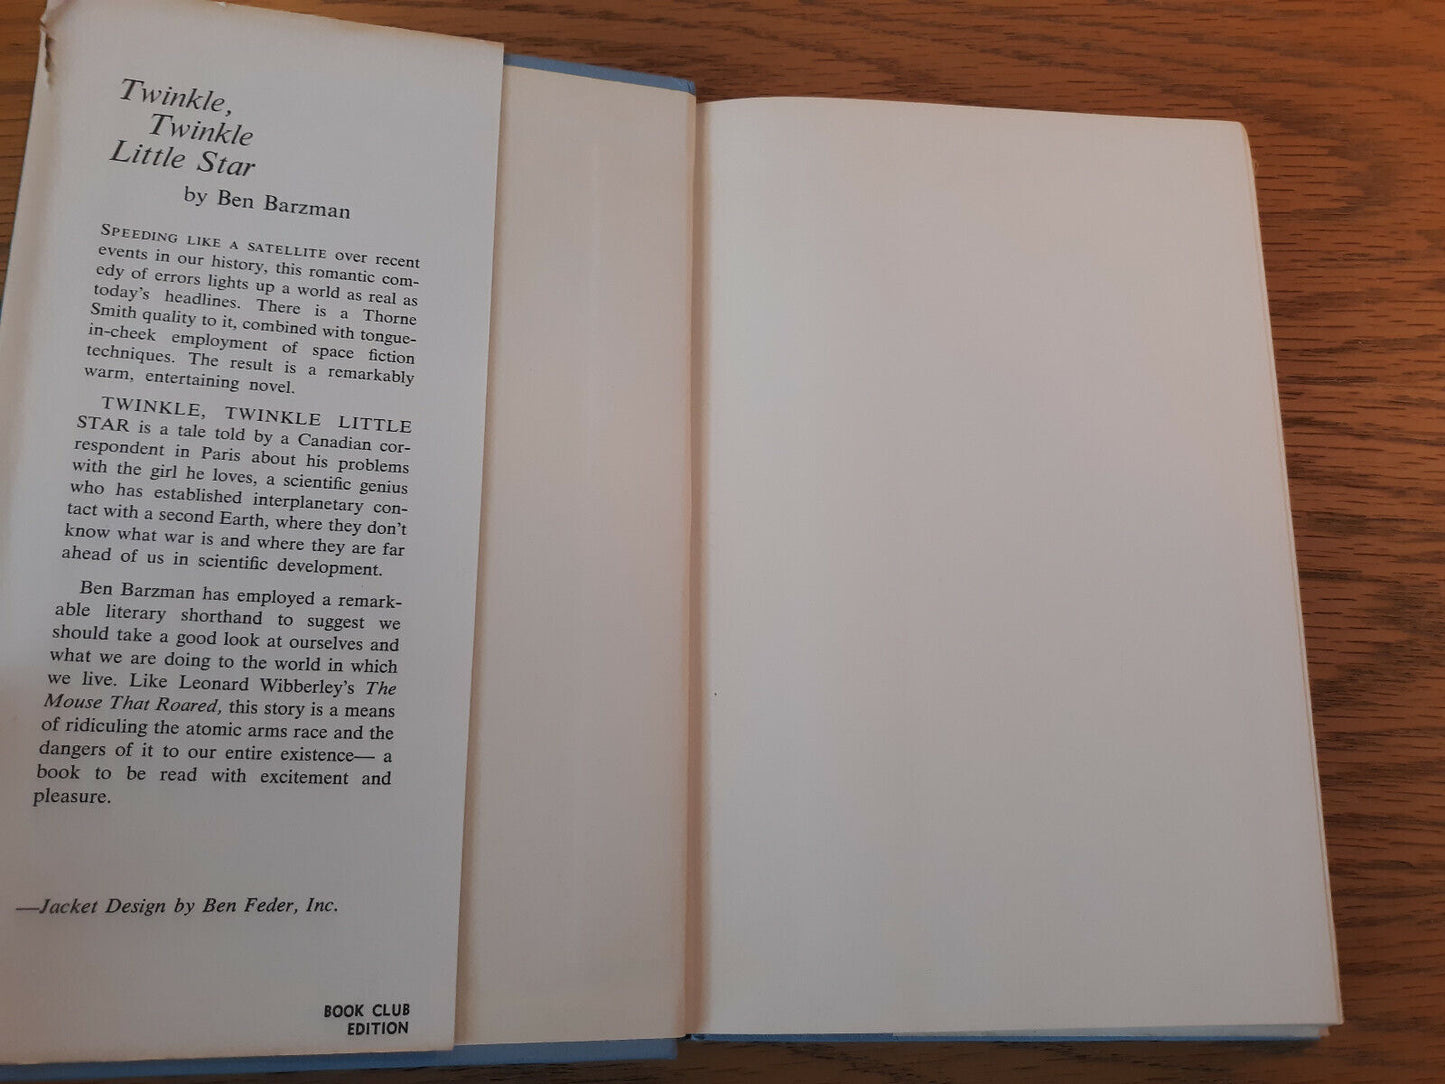 Twinkle,
Twinkle
Little Star
by Ben Barzman
SPEEDING LIKE A SATELLITE over recent
events in our history, this romantic com-
edy of errors lights up a world as real as
today's headlines. There is a Thorne
Smith quality to it, combined with tongue-
in-cheek employment of space fiction
techniques. The result is a remarkably
warm, entertaining novel.
TWINKLE, TWINKLE LITTLE
STAR is a tale told by a Canadian cor-
respondent in Paris about his problems
with the girl he loves, a scientific genius
who has established interplanetary con-
tact with a second Earth, where they don't
know what war is and where they are far
ahead of us in scientific development.
Ben Barzman has employed a remark-
able literary shorthand to suggest we
should take a good look at ourselves and
what we are doing to the world in which
we live. Like Leonard Wibberley's The
Mouse That Roared, this story is a means
of ridiculing the atomic arms race and the
dangers of it to our entire existence— a
book to be read with excitement and
pleasure.
—Jacket Design by Ben Feder, Inc.
BOOK CLUB
EDITION